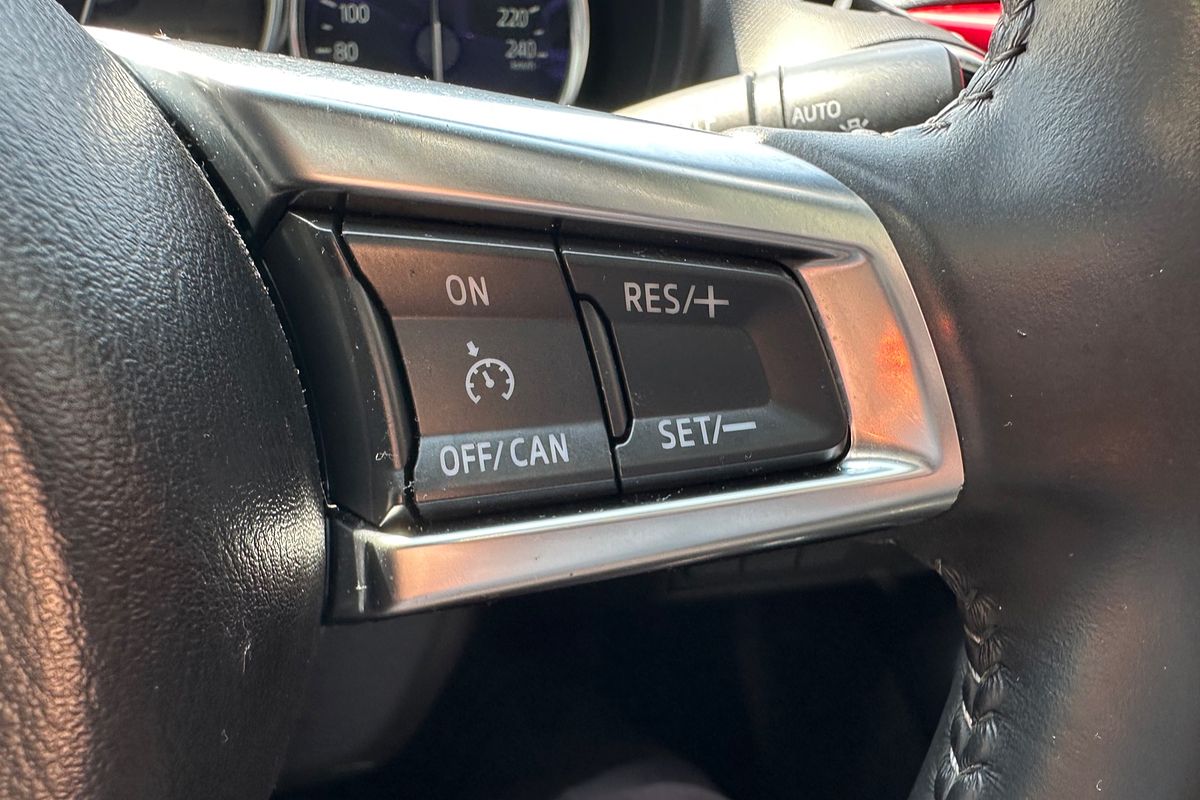 100
220
80
240
AUTO
ON
RES/+
OFF/CAN
SET/—